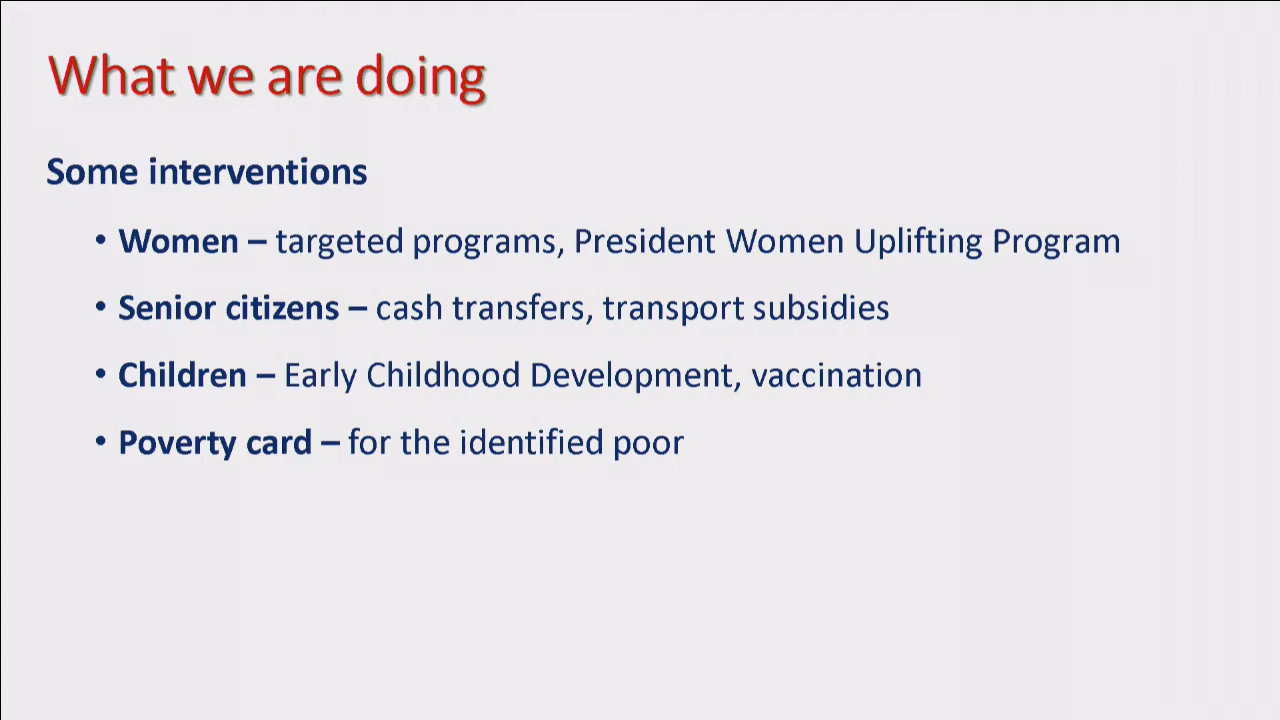 What we are doing
Some interventions
• Women – targeted programs, President Women Uplifting Program
• Senior citizens – cash transfers, transport subsidies
• Children – Early Childhood Development, vaccination
• Poverty card – for the identified poor